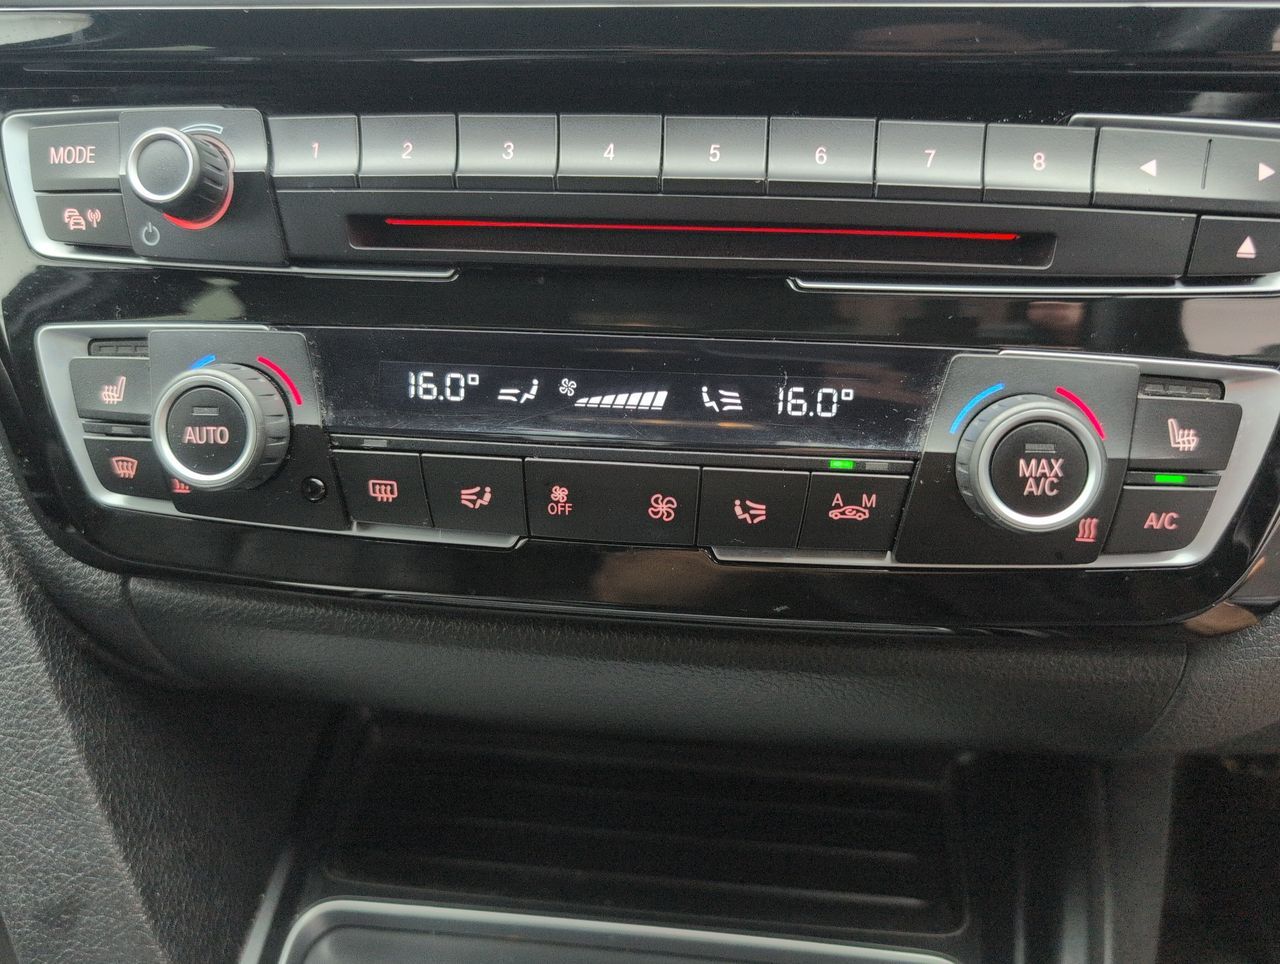 MODE 1 2 3 4 5 6 7 8
16.0° 16.0°
AUTO
OFF
A M
MAX
A/C
A/C